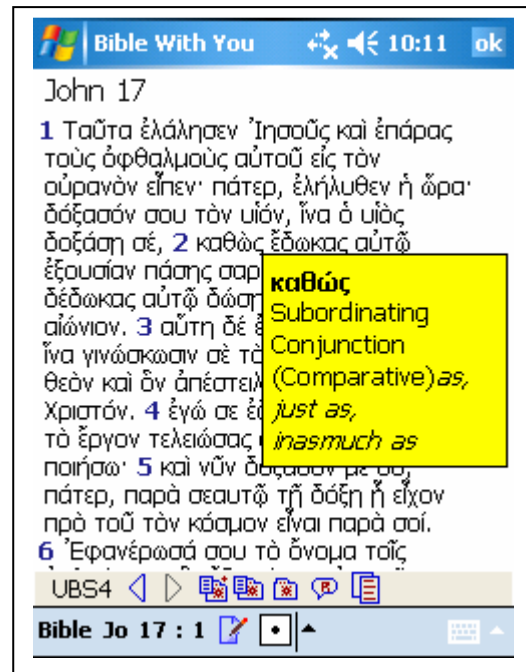 Bible With You 10:11 ok
John 17
1 Ταῦτα ἐλάλησεν Ἰησοῦς καὶ ἐπάρας
τοὺς ὀφθαλμοὺς αὐτοῦ εἰς τὸν
οὐρανὸν εἶπεν· πάτερ, ἐλήλυθεν ἡ ὥρα·
δόξασόν σου τὸν υἱόν, ἵνα ὁ υἱὸς
δοξάσῃ σέ, 2 καθὼς ἔδωκας αὐτῷ
ἐξουσίαν πάσης σαρ
δέδωκας αὐτῷ δώσῃ
αἰώνιον. 3 αὕτη δέ
ἵνα γινώσκωσιν σὲ
θεὸν καὶ ὃν ἀπέστειλ
Χριστόν. 4 ἐγώ σε
τὸ ἔργον τελειώσας
ποιήσω· 5 καὶ νῦν
πάτερ, παρὰ σεαυτῷ τῇ δόξῃ ᾗ εἶχον
πρὸ τοῦ τὸν κόσμον εἶναι παρὰ σοί.
6 Ἐφανέρωσά σου τὸ ὄνομα τοῖς
καθώς
Subordinating
Conjunction
(Comparative)as,
just as,
inasmuch as
UBS4
Bible Jo 17 : 1